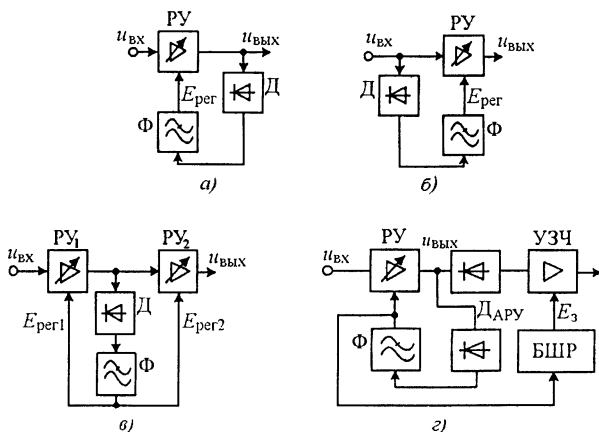 РУ
uвх
uвых
Д
Eрег
Ф
а)
РУ
uвх
uвых
Д
Eрег
Ф
б)
РУ1
РУ2
uвх
uвых
Д
Eрег1
Eрег2
Ф
в)
РУ
УЗЧ
uвх
uвых
ДАРУ
Eз
Ф
БШР
г)